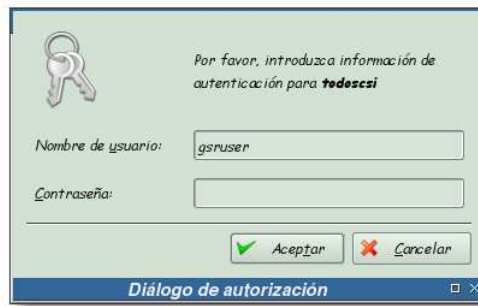 Por favor, introduzca información de
autenticación para todoscsi
Nombre de usuario:
gsruser
Contraseña:
Aceptar
Cancelar
Diálogo de autorización